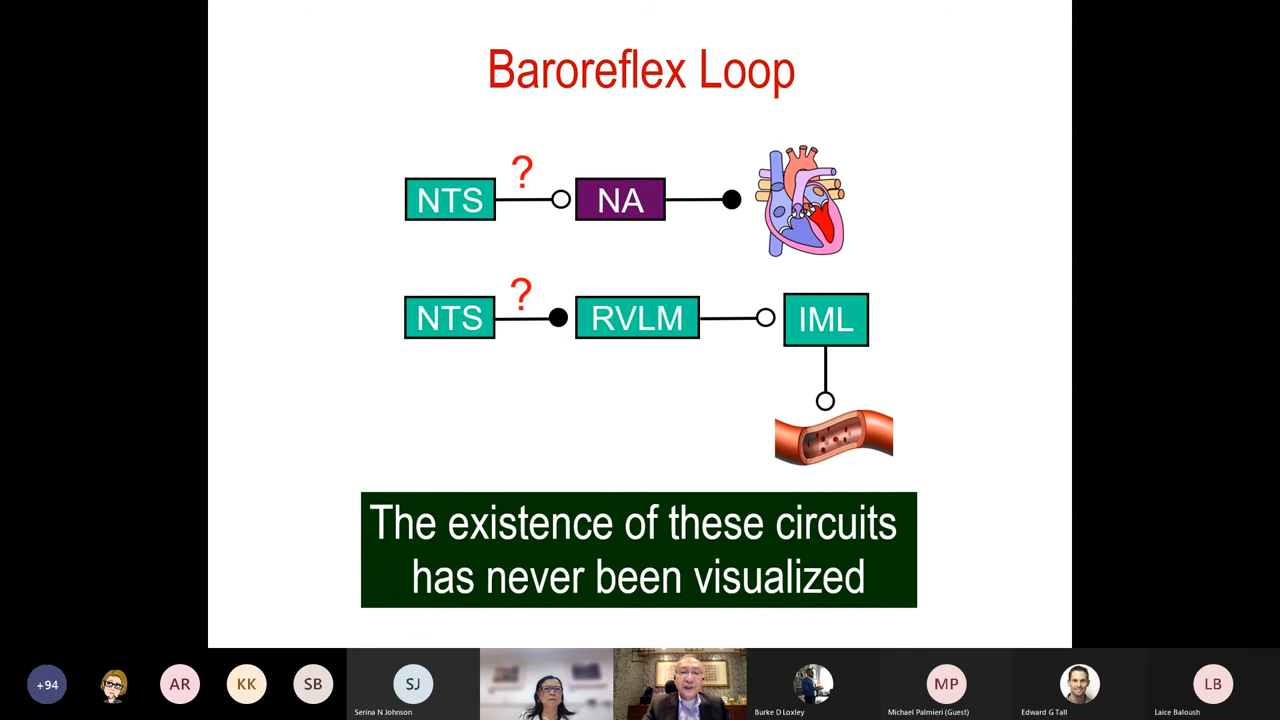 Baroreflex Loop
?
NTS
NA
?
NTS
RVLM
IML
The existence of these circuits
has never been visualized
+94
AR
KK
SB
SJ
Serina N Johnson
Burke D Loxley
MP
Michael Palmieri (Guest)
Edward G Tall
LB
Laice Baloush